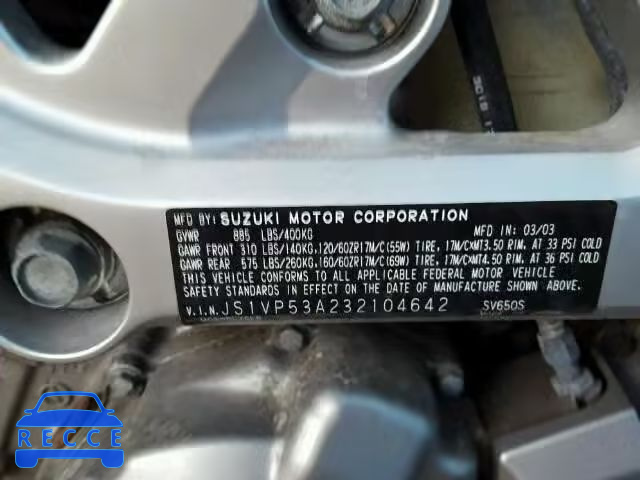 MFD BY: SUZUKI MOTOR CORPORATION MFD IN: 03/03
GVWR 885 LBS/400KG
GAWR FRONT 310 LBS/140KG, 120/60ZR17M/C(55W) TIRE, 17M/CXMT3.50 RIM, AT 33 PSI COLD
GAWR REAR 575 LBS/260KG, 160/60ZR17M/C(69W) TIRE, 17M/CXMT4.50 RIM, AT 36 PSI COLD
THIS VEHICLE CONFORMS TO ALL APPLICABLE FEDERAL MOTOR VEHICLE
SAFETY STANDARDS IN EFFECT ON THE DATE OF MANUFACTURE SHOWN ABOVE.
V.I.N. JS1VP53A232104642 SV650S
RECCE